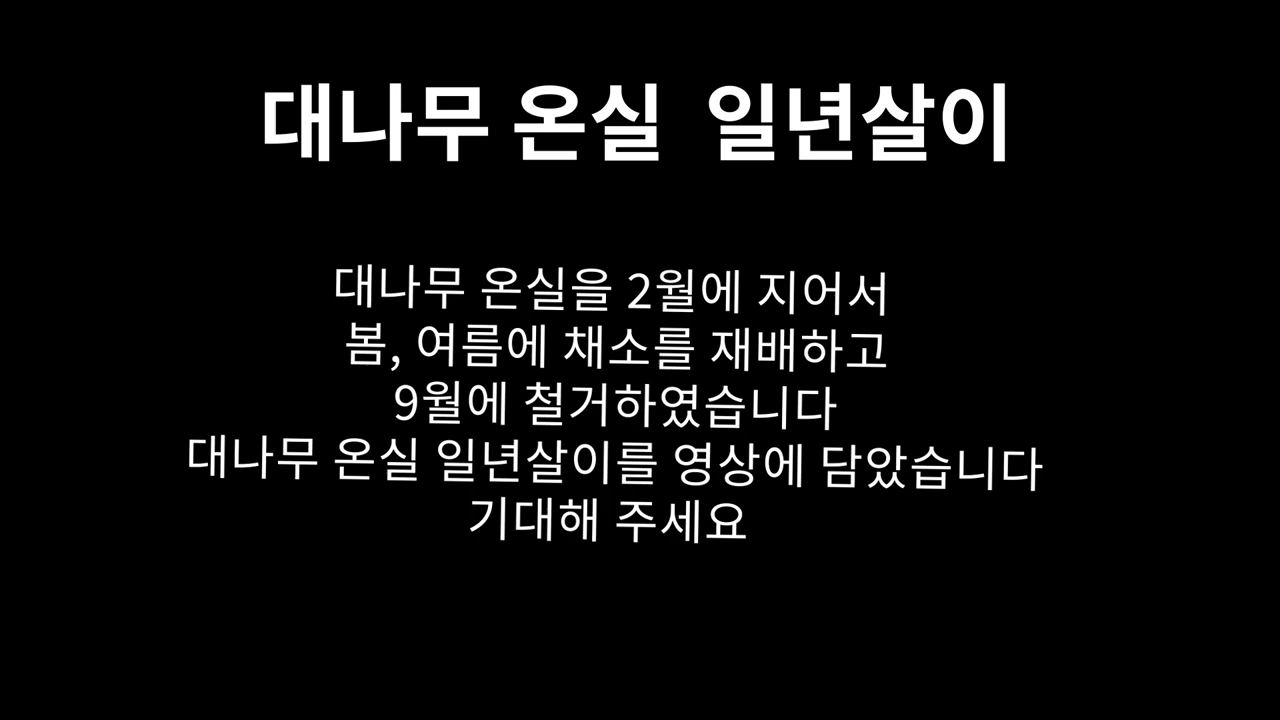 대나무 온실 일년살이
대나무 온실을 2월에 지어서
봄, 여름에 채소를 재배하고
9월에 철거하였습니다
대나무 온실 일년살이를 영상에 담았습니다
기대해 주세요